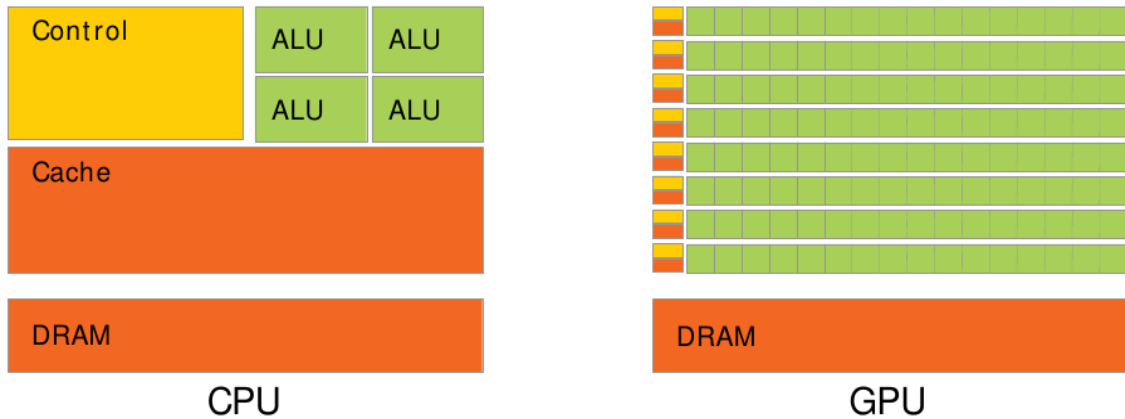 Control
ALU ALU
ALU ALU
Cache
DRAM
CPU
DRAM
GPU